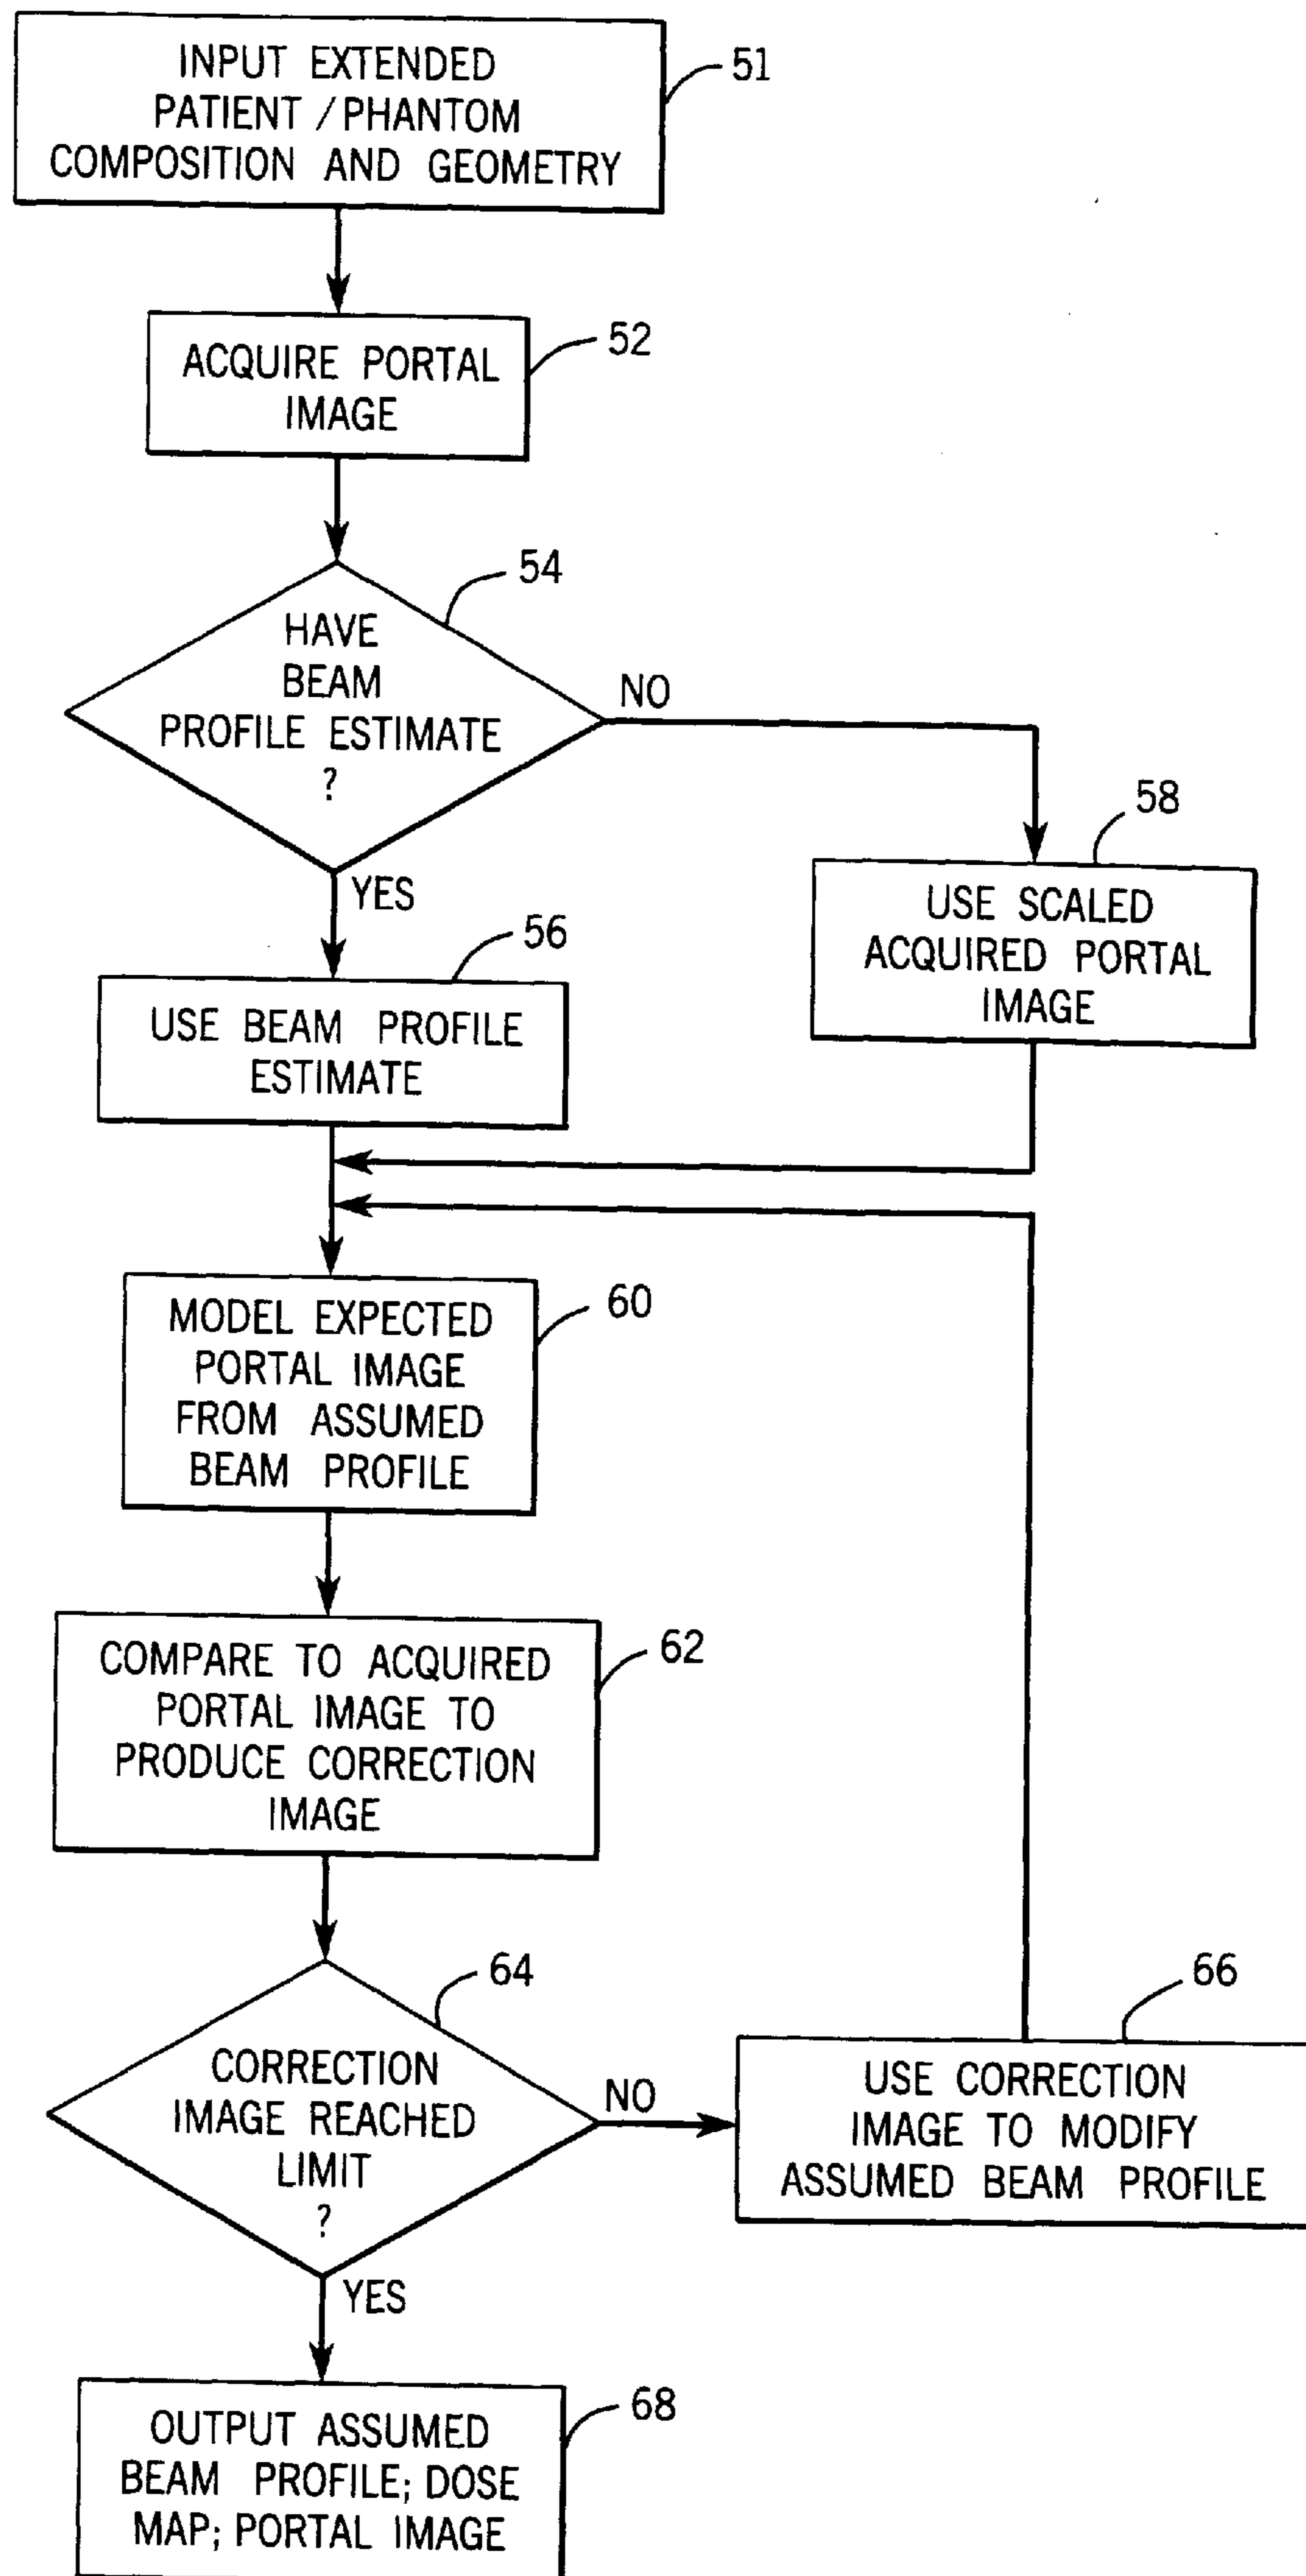 INPUT EXTENDED
PATIENT / PHANTOM
COMPOSITION AND GEOMETRY
51
ACQUIRE PORTAL
IMAGE
52
54
HAVE
BEAM
PROFILE ESTIMATE
?
NO
YES
58
USE SCALED
ACQUIRED PORTAL
IMAGE
56
USE BEAM PROFILE
ESTIMATE
60
MODEL EXPECTED
PORTAL IMAGE
FROM ASSUMED
BEAM PROFILE
62
COMPARE TO ACQUIRED
PORTAL IMAGE TO
PRODUCE CORRECTION
IMAGE
64
CORRECTION
IMAGE REACHED
LIMIT
?
NO
YES
66
USE CORRECTION
IMAGE TO MODIFY
ASSUMED BEAM PROFILE
68
OUTPUT ASSUMED
BEAM PROFILE; DOSE
MAP; PORTAL IMAGE